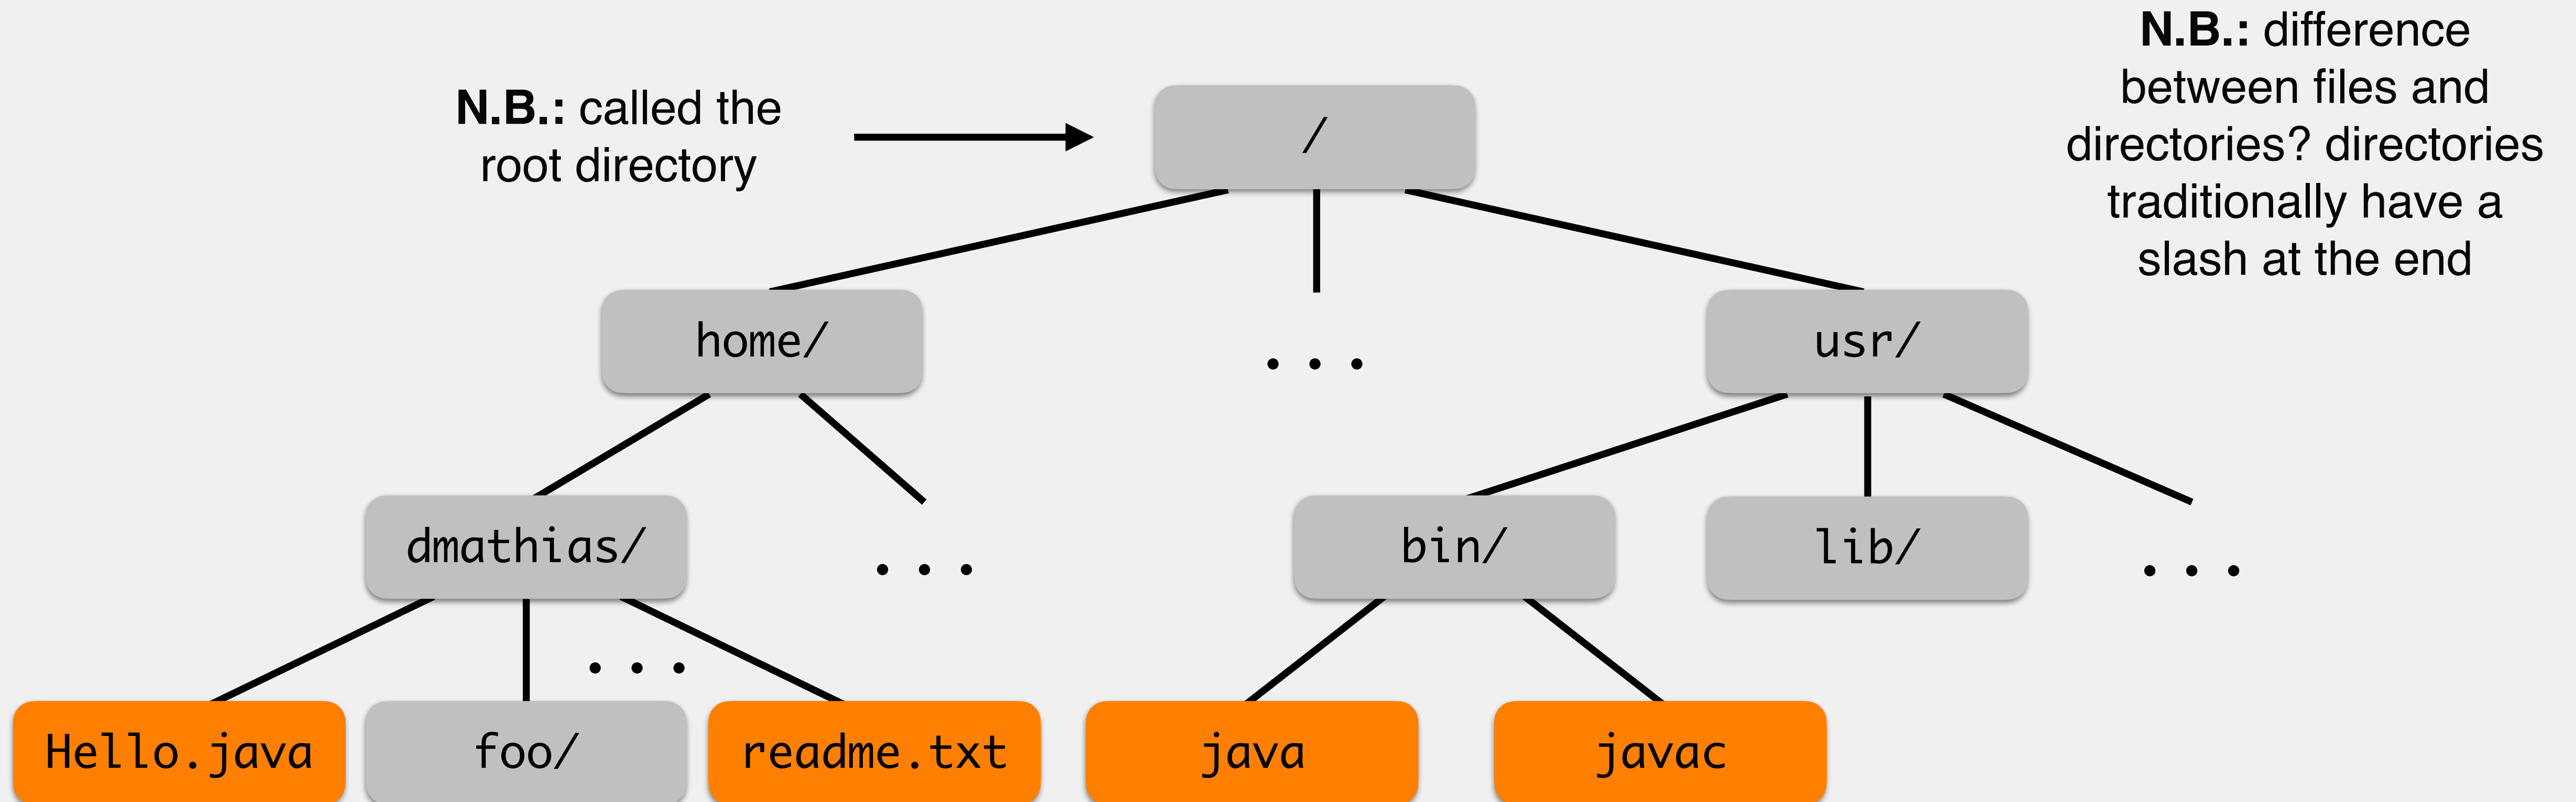 N.B.: difference
between files and
directories? directories
traditionally have a
slash at the end
N.B.: called the
root directory
/
home/
...
usr/
dmathias/
...
bin/
lib/
...
...
Hello.java
foo/
readme.txt
java
javac